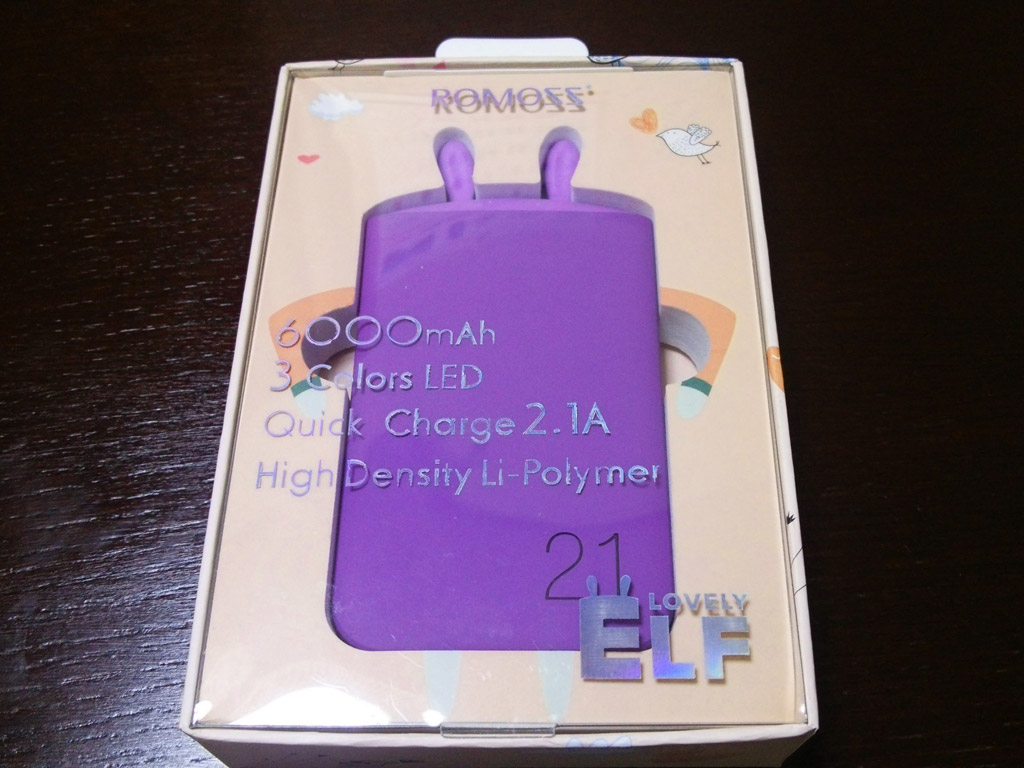 ROMOSS
6000mAh
3 Colors LED
Quick Charge 2.1A
High Density Li-Polymer
21
LOVELY
ELF